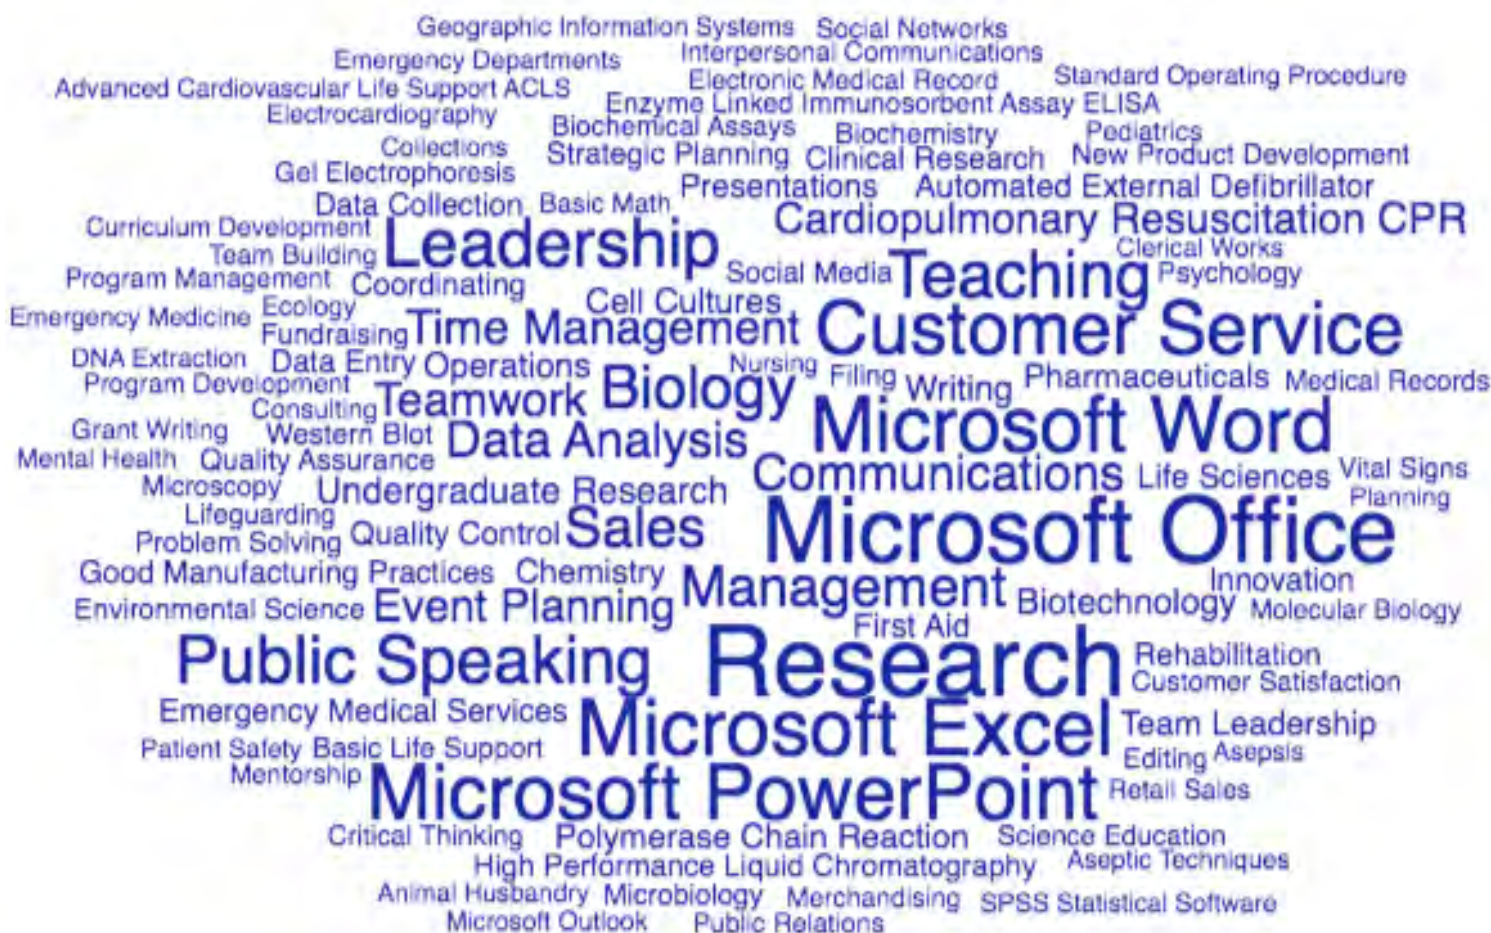 Geographic Information Systems Social Networks
Emergency Departments Interpersonal Communications
Advanced Cardiovascular Life Support ACLS Electronic Medical Record Standard Operating Procedure
Electrocardiography Enzyme Linked Immunosorbent Assay ELISA
Biochemical Assays Biochemistry Pediatrics
Collections Strategic Planning Clinical Research New Product Development
Gel Electrophoresis Presentations Automated External Defibrillator
Data Collection Basic Math Cardiopulmonary Resuscitation CPR
Curriculum Development Leadership Clerical Works
Team Building Social Media Teaching Psychology
Program Management Coordinating Cell Cultures
Emergency Medicine Ecology
Fundraising Time Management Customer Service
DNA Extraction Data Entry Operations Nursing
Program Development Biology Filing Writing Pharmaceuticals Medical Records
Consulting Teamwork Microsoft Word
Grant Writing Western Blot Data Analysis
Mental Health Quality Assurance Communications Life Sciences Vital Signs
Microscopy Undergraduate Research Planning
Lifeguarding
Problem Solving Quality Control Sales Microsoft Office
Good Manufacturing Practices Chemistry Management Innovation
Environmental Science Event Planning Biotechnology Molecular Biology
First Aid
Public Speaking Research Rehabilitation
Customer Satisfaction
Emergency Medical Services Microsoft Excel Team Leadership
Patient Safety Basic Life Support Editing Asepsis
Mentorship Microsoft PowerPoint Retail Sales
Critical Thinking Polymerase Chain Reaction Science Education
High Performance Liquid Chromatography Aseptic Techniques
Animal Husbandry Microbiology Merchandising SPSS Statistical Software
Microsoft Outlook Public Relations